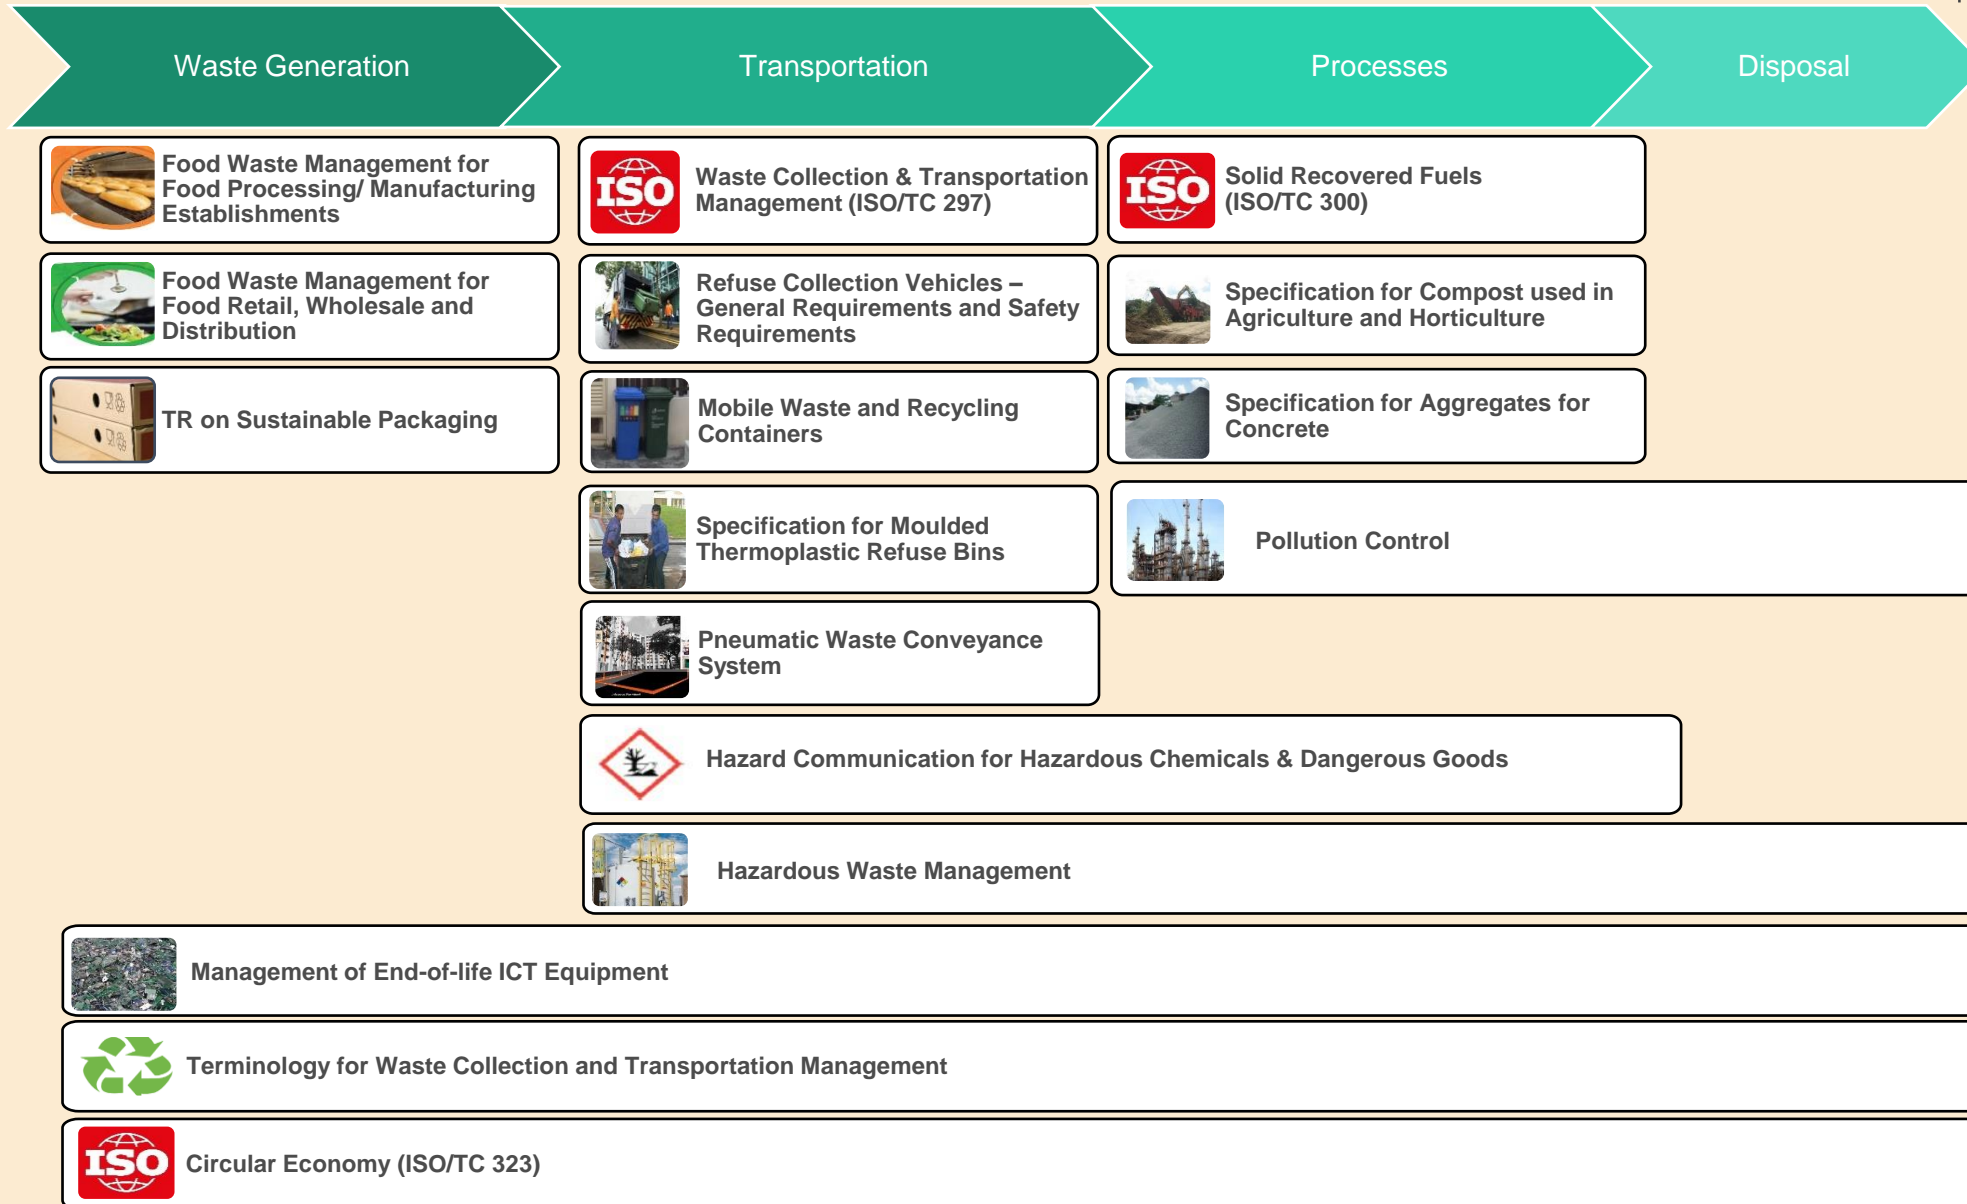 Waste Generation
Transportation
Processes
Disposal
Food Waste Management for
Food Processing/ Manufacturing
Establishments
Food Waste Management for
Food Retail, Wholesale and
Distribution
TR on Sustainable Packaging
ISO
Waste Collection & Transportation
Management (ISO/TC 297)
Refuse Collection Vehicles –
General Requirements and Safety
Requirements
Mobile Waste and Recycling
Containers
Specification for Moulded
Thermoplastic Refuse Bins
Pneumatic Waste Conveyance
System
ISO
Solid Recovered Fuels
(ISO/TC 300)
Specification for Compost used in
Agriculture and Horticulture
Specification for Aggregates for
Concrete
Pollution Control
Hazard Communication for Hazardous Chemicals & Dangerous Goods
Hazardous Waste Management
Management of End-of-life ICT Equipment
Terminology for Waste Collection and Transportation Management
ISO
Circular Economy (ISO/TC 323)